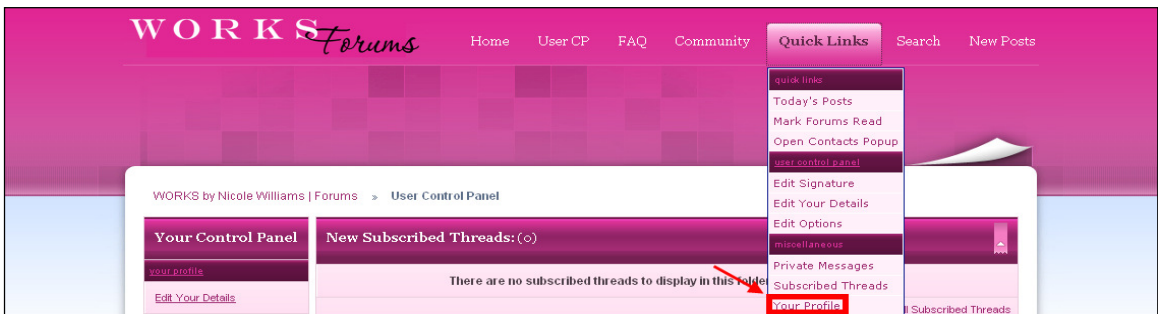 WORKS Forums
Home User CP FAQ Community Quick Links Search New Posts
quick links
Today's Posts
Mark Forums Read
Open Contacts Popup
user control panel
Edit Signature
Edit Your Details
Edit Options
miscellaneous
Private Messages
Subscribed Threads
Your Profile
WORKS by Nicole Williams | Forums » User Control Panel
Your Control Panel
your profile
Edit Your Details
New Subscribed Threads: (0)
There are no subscribed threads to display in this folder
Subscribed Threads